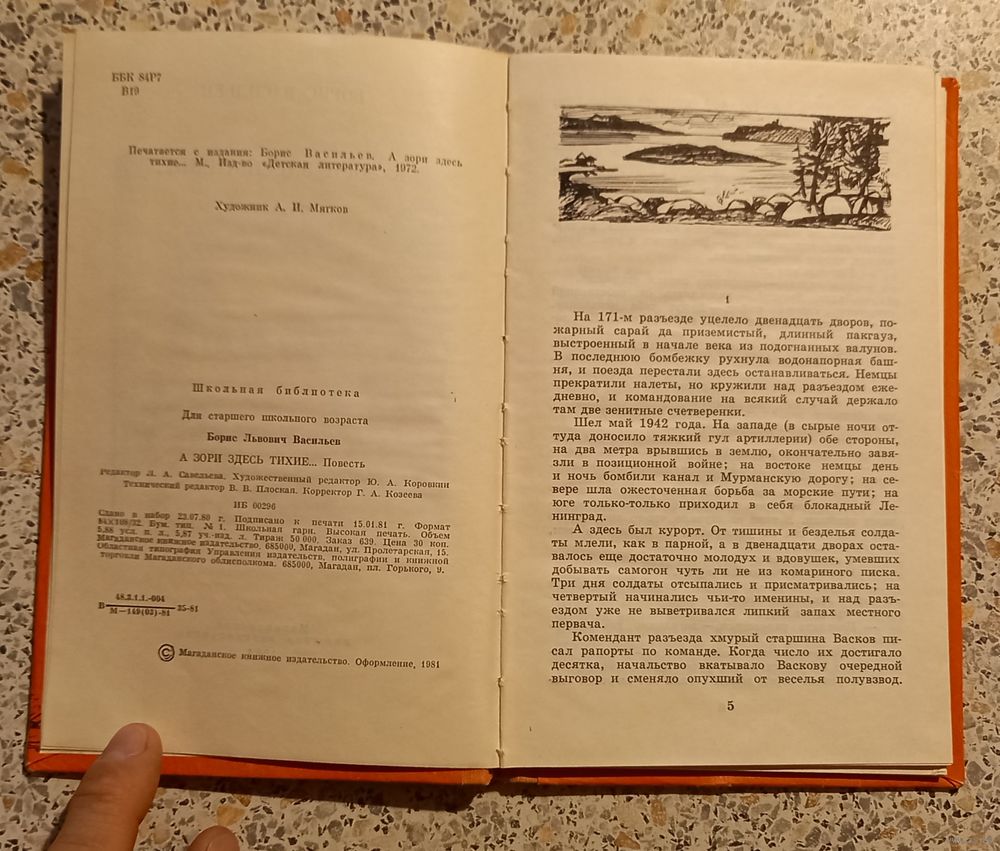 ББК 84Р7
В19
Печатается с издания: Борис Васильев. А зори здесь
тихие... М., Изд-во «Детская литература», 1972.
Художник А. И. Мягков
Школьная библиотека
Для старшего школьного возраста
Борис Львович Васильев
А ЗОРИ ЗДЕСЬ ТИХИЕ... Повесть
Редактор Л. А. Савельева. Художественный редактор Ю. А. Коровкин
Технический редактор В. В. Плоская. Корректор Г. А. Козеева
ИБ 00296
Сдано в набор 23.07.80 г. Подписано к печати 15.01.81 г. Формат
84Х108/32. Бум. тип. № 1. Школьная гарн. Высокая печать. Объем
5,88 усл. п. л., 5,87 уч.-изд. л. Тираж 50 000. Заказ 639. Цена 30 коп.
Магаданское книжное издательство, 685000, Магадан, ул. Пролетарская, 15.
Областная типография Управления издательств, полиграфии и книжной
торговли Магаданского облисполкома. 685000, Магадан, пл. Горького, 9.
В 48.3.1.1.-004
М—149(03)-81 35-81
© Магаданское книжное издательство. Оформление, 1981
1
На 171-м разъезде уцелело двенадцать дворов, по-
жарный сарай да приземистый, длинный пакгауз,
выстроенный в начале века из подогнанных валунов.
В последнюю бомбежку рухнула водонапорная баш-
ня, и поезда перестали здесь останавливаться. Немцы
прекратили налеты, но кружили над разъездом еже-
дневно, и командование на всякий случай держало
там две зенитные счетверенки.
Шел май 1942 года. На западе (в сырые ночи от-
туда доносило тяжкий гул артиллерии) обе стороны,
на два метра врывшись в землю, окончательно завя-
зли в позиционной войне; на востоке немцы день
и ночь бомбили канал и Мурманскую дорогу; на се-
вере шла ожесточенная борьба за морские пути; на
юге только-только приходил в себя блокадный Ле-
нинград.
А здесь был курорт. От тишины и безделья солда-
ты млели, как в парной, а в двенадцати дворах оста-
валось еще достаточно молодух и вдовушек, умевших
добывать самогон чуть ли не из комариного писка.
Три дня солдаты отсыпались и присматривались; на
четвертый начинались чьи-то именины, и над разъ-
ездом уже не выветривался липкий запах местного
первача.
Комендант разъезда хмурый старшина Васков пи-
сал рапорты по команде. Когда число их достигало
десятка, начальство вкатывало Васкову очередной
выговор и сменяло опухший от веселья полувзвод.
5